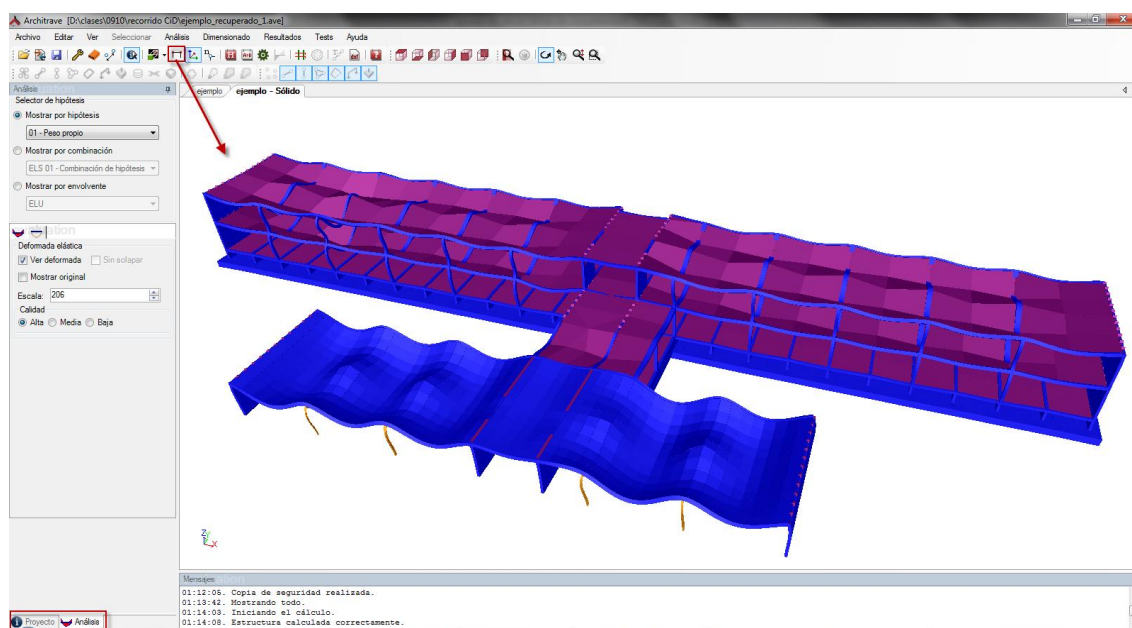 Architrave [D:\clases\0910\recorrido CiD\ejemplo_recuperado_1.ave]
Archivo Editar Ver Seleccionar Análisis Dimensionado Resultados Tests Ayuda
Análisis
ejemplo ejemplo - Sólido
Selector de hipótesis
Mostrar por hipótesis
01 - Peso propio
Mostrar por combinación
ELS 01 - Combinación de hipótesis
Mostrar por envolvente
ELU
Deformada elástica
Ver deformada Sin solapar
Mostrar original
Escala: 206
Calidad
Alta Media Baja
Z
Y
X
Mensajes
01:12:05. Copia de seguridad realizada.
01:13:42. Mostrando todo.
01:14:03. Iniciando el cálculo.
01:14:08. Estructura calculada correctamente.
Proyecto Análisis